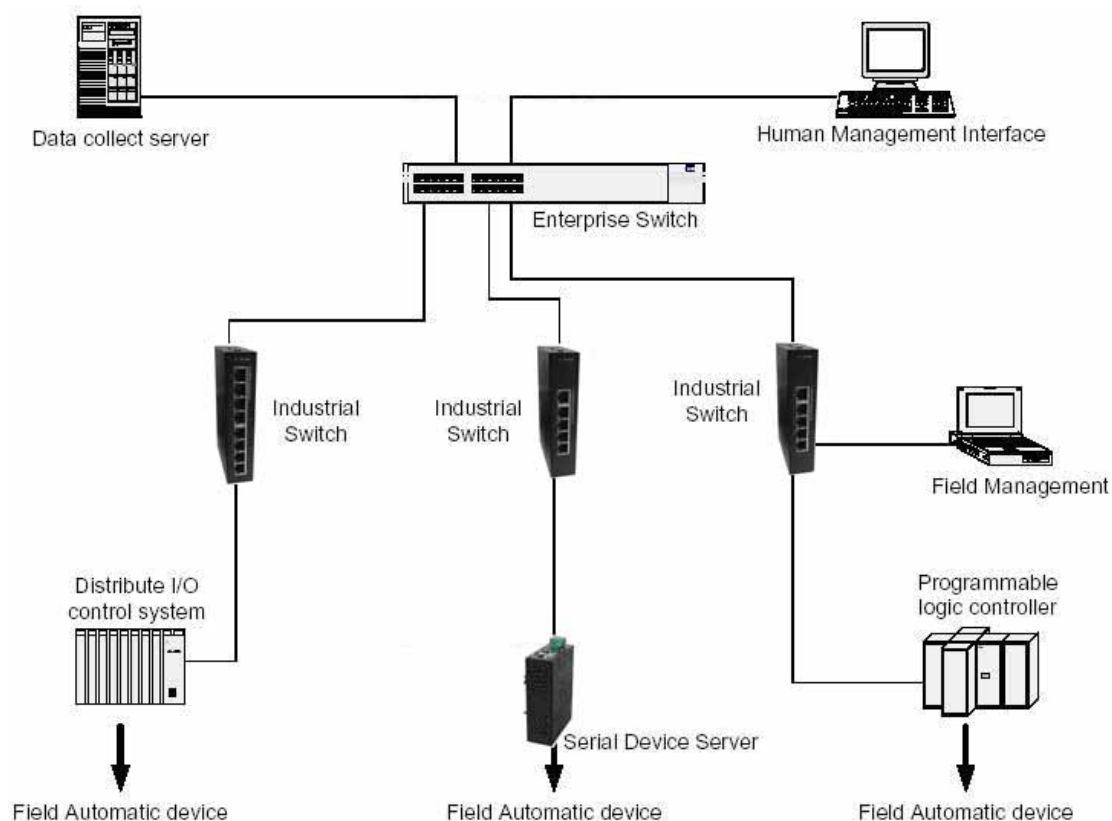 Data collect server
Human Management Interface
Enterprise Switch
Industrial
Switch
Industrial
Switch
Industrial
Switch
Field Management
Distribute I/O
control system
Programmable
logic controller
Serial Device Server
Field Automatic device
Field Automatic device
Field Automatic device